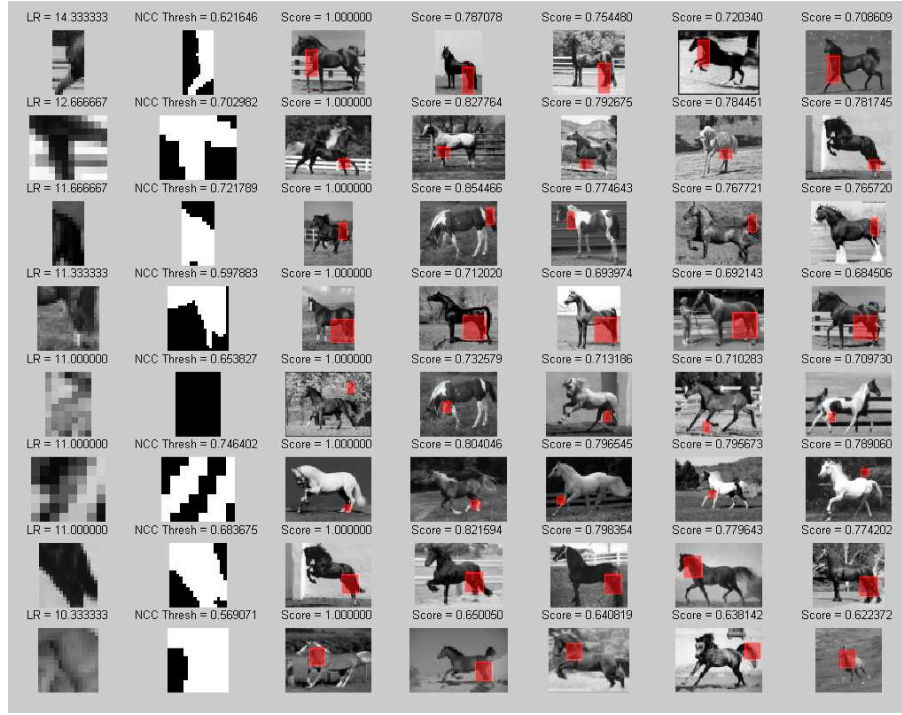 LR = 14.333333 NCC Thresh = 0.621646 Score = 1.000000 Score = 0.787078 Score = 0.754480 Score = 0.720340 Score = 0.708609
LR = 12.666667 NCC Thresh = 0.702982 Score = 1.000000 Score = 0.827764 Score = 0.792675 Score = 0.784451 Score = 0.781745
LR = 11.666667 NCC Thresh = 0.721789 Score = 1.000000 Score = 0.854466 Score = 0.774643 Score = 0.767721 Score = 0.765720
LR = 11.333333 NCC Thresh = 0.597883 Score = 1.000000 Score = 0.712020 Score = 0.693974 Score = 0.692143 Score = 0.684506
LR = 11.000000 NCC Thresh = 0.653827 Score = 1.000000 Score = 0.732579 Score = 0.713186 Score = 0.710283 Score = 0.709730
LR = 11.000000 NCC Thresh = 0.746402 Score = 1.000000 Score = 0.804046 Score = 0.796545 Score = 0.795673 Score = 0.789060
LR = 11.000000 NCC Thresh = 0.683675 Score = 1.000000 Score = 0.821594 Score = 0.798354 Score = 0.779643 Score = 0.774202
LR = 10.333333 NCC Thresh = 0.569071 Score = 1.000000 Score = 0.650050 Score = 0.640819 Score = 0.638142 Score = 0.622372